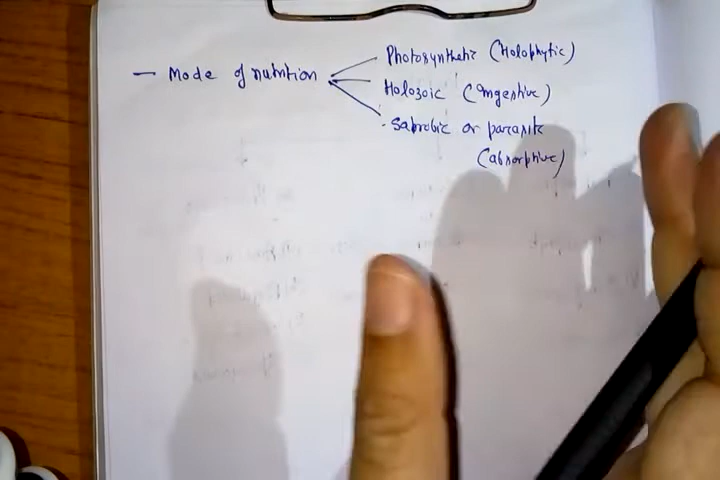 — Mode of nutrition
Photosynthetic (Holophytic)
Holozoic (Ingestive)
Saprobic or parasitic
(absorptive)